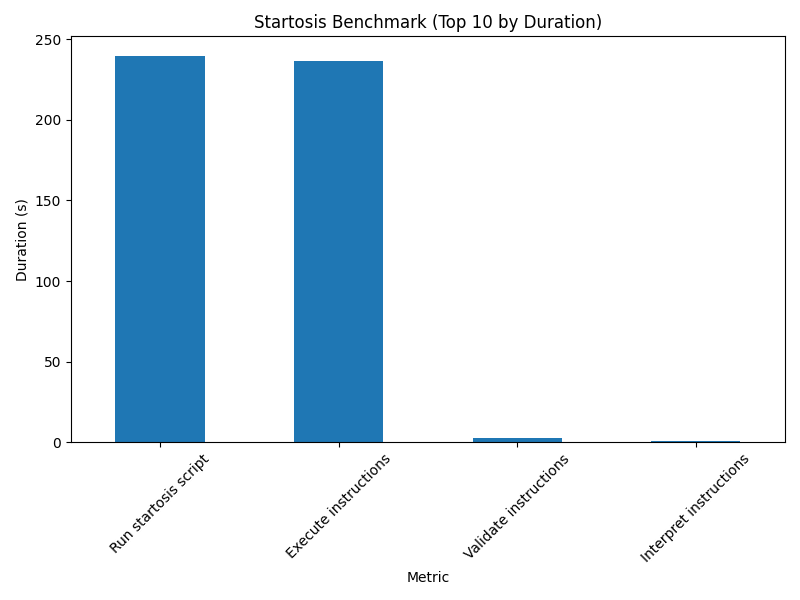 Startosis Benchmark (Top 10 by Duration)
250
200
150
100
50
0
Duration (s)
Run startosis script
Execute instructions
Validate instructions
Interpret instructions
Metric